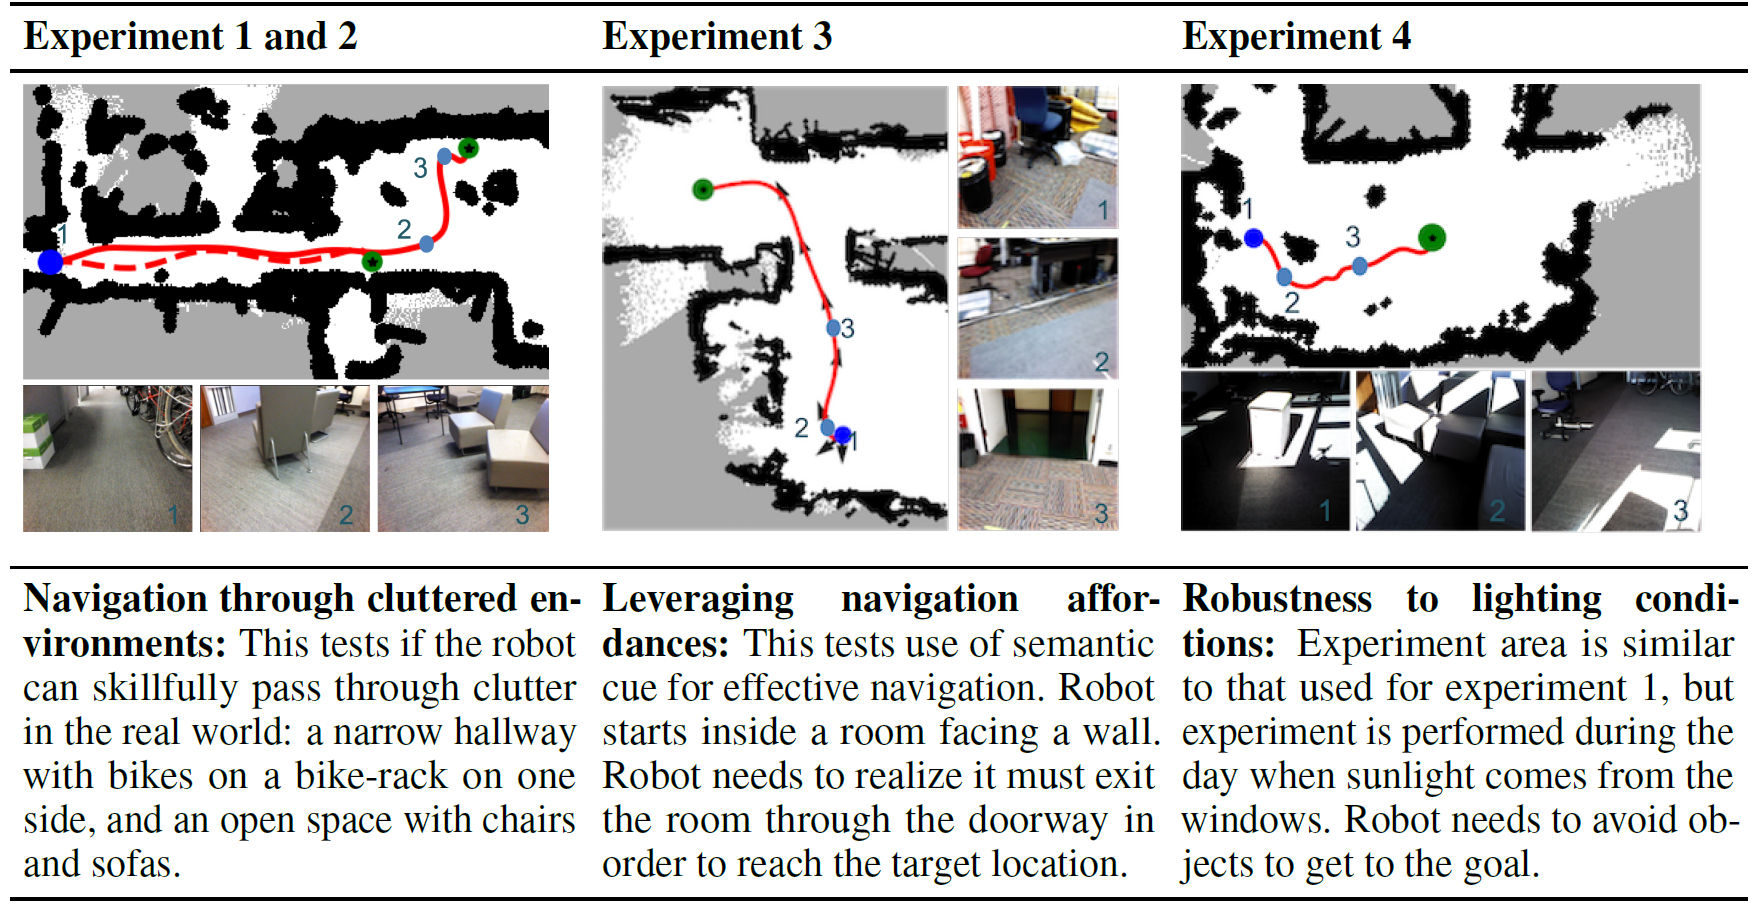 Experiment 1 and 2
Experiment 3
Experiment 4
1
2
3
1
2
3
1
2
3
1
2
3
1
2
3
1
2
3
Navigation through cluttered en-
vironments: This tests if the robot
can skillfully pass through clutter
in the real world: a narrow hallway
with bikes on a bike-rack on one
side, and an open space with chairs
and sofas.
Leveraging navigation affor-
dances: This tests use of semantic
cue for effective navigation. Robot
starts inside a room facing a wall.
Robot needs to realize it must exit
the room through the doorway in
order to reach the target location.
Robustness to lighting condi-
tions: Experiment area is similar
to that used for experiment 1, but
experiment is performed during the
day when sunlight comes from the
windows. Robot needs to avoid ob-
jects to get to the goal.